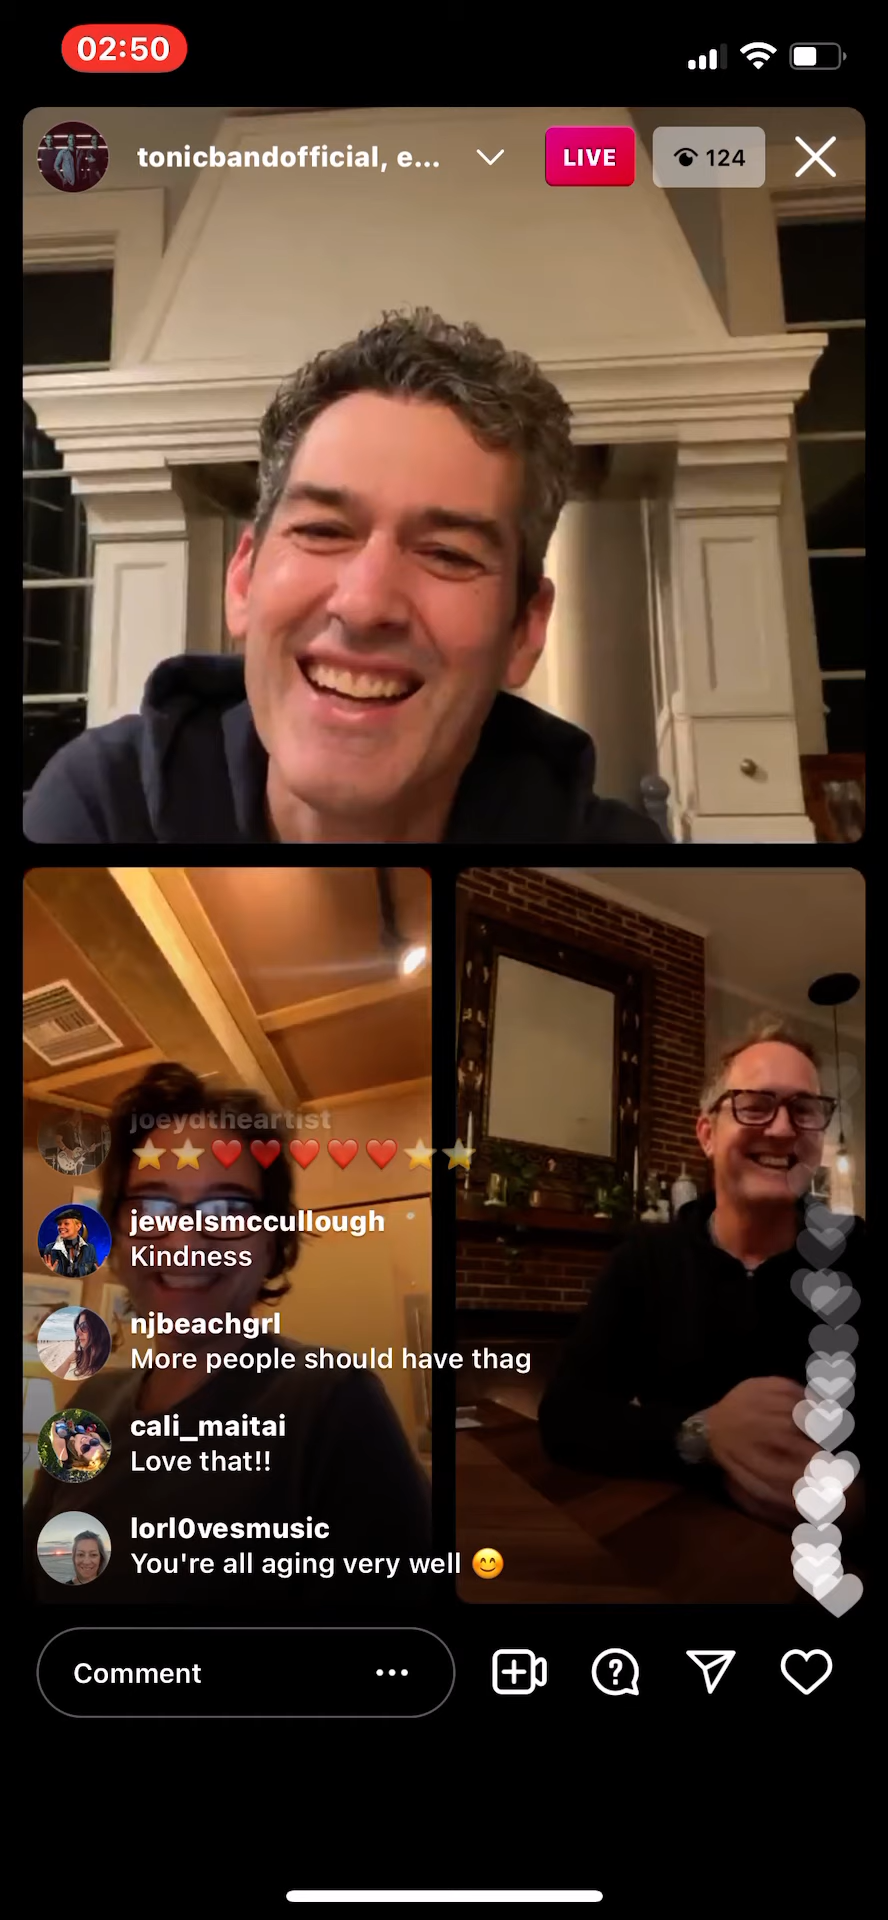 02:50
tonicbandofficial, e...
LIVE
124
joeydtheartist
⭐⭐❤️❤️❤️❤️❤️⭐⭐
jewelsmccullough
Kindness
njbeachgrl
More people should have thag
cali_maitai
Love that!!
lorl0vesmusic
You're all aging very well 😊
Comment